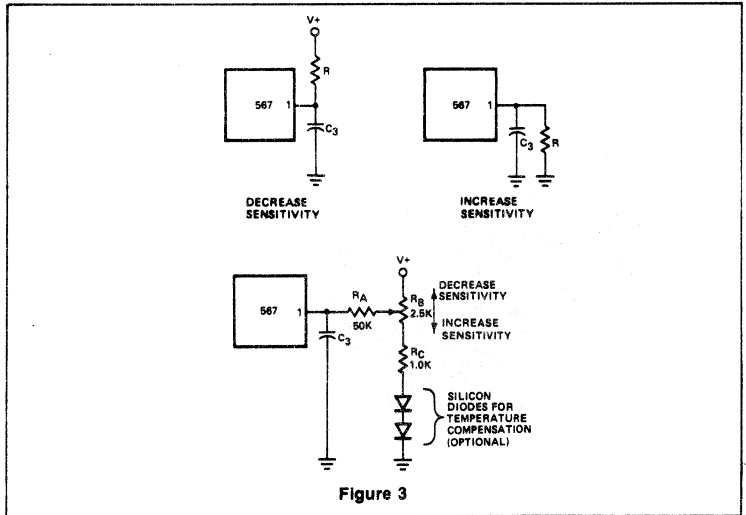 V+
R
567 1
C3
DECREASE
SENSITIVITY
567 1
C3
R
INCREASE
SENSITIVITY
V+
567 1
RA
50K
C3
RB
2.5K
DECREASE
SENSITIVITY
INCREASE
SENSITIVITY
RC
1.0K
SILICON
DIODES FOR
TEMPERATURE
COMPENSATION
(OPTIONAL)
Figure 3